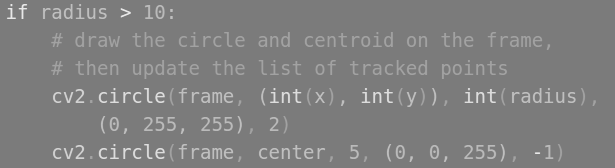 if radius > 10:
    # draw the circle and centroid on the frame,
    # then update the list of tracked points
    cv2.circle(frame, (int(x), int(y)), int(radius),
        (0, 255, 255), 2)
    cv2.circle(frame, center, 5, (0, 0, 255), -1)